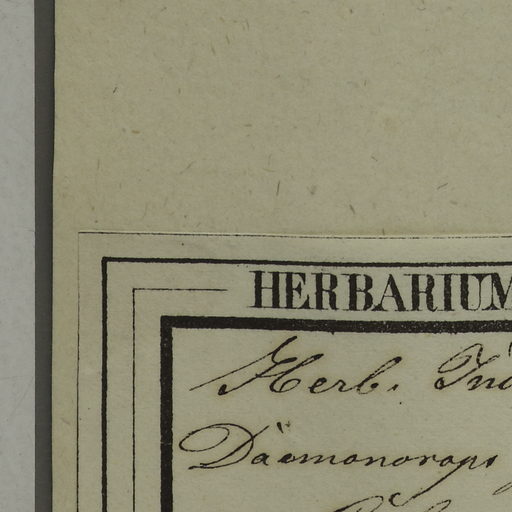 HERBARIUM
Herb. Ind
Daemonorops